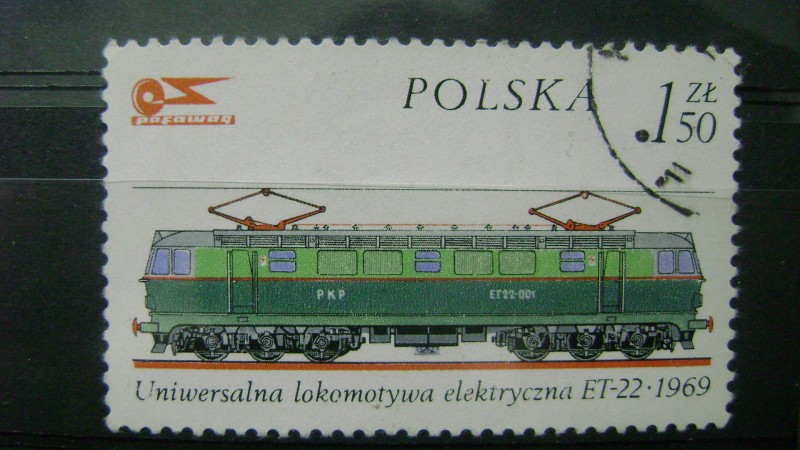 pafawag
POLSKA
1 ZŁ
50
PKP ET22-001
Uniwersalna lokomotywa elektryczna ET-22·1969